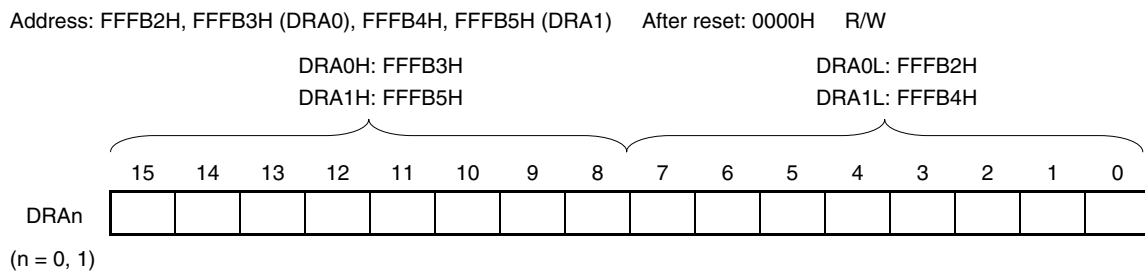 Address: FFFB2H, FFFB3H (DRA0), FFFB4H, FFFB5H (DRA1) After reset: 0000H R/W
DRA0H: FFFB3H DRA0L: FFFB2H
DRA1H: FFFB5H DRA1L: FFFB4H
15 14 13 12 11 10 9 8 7 6 5 4 3 2 1 0
DRAn
(n = 0, 1)